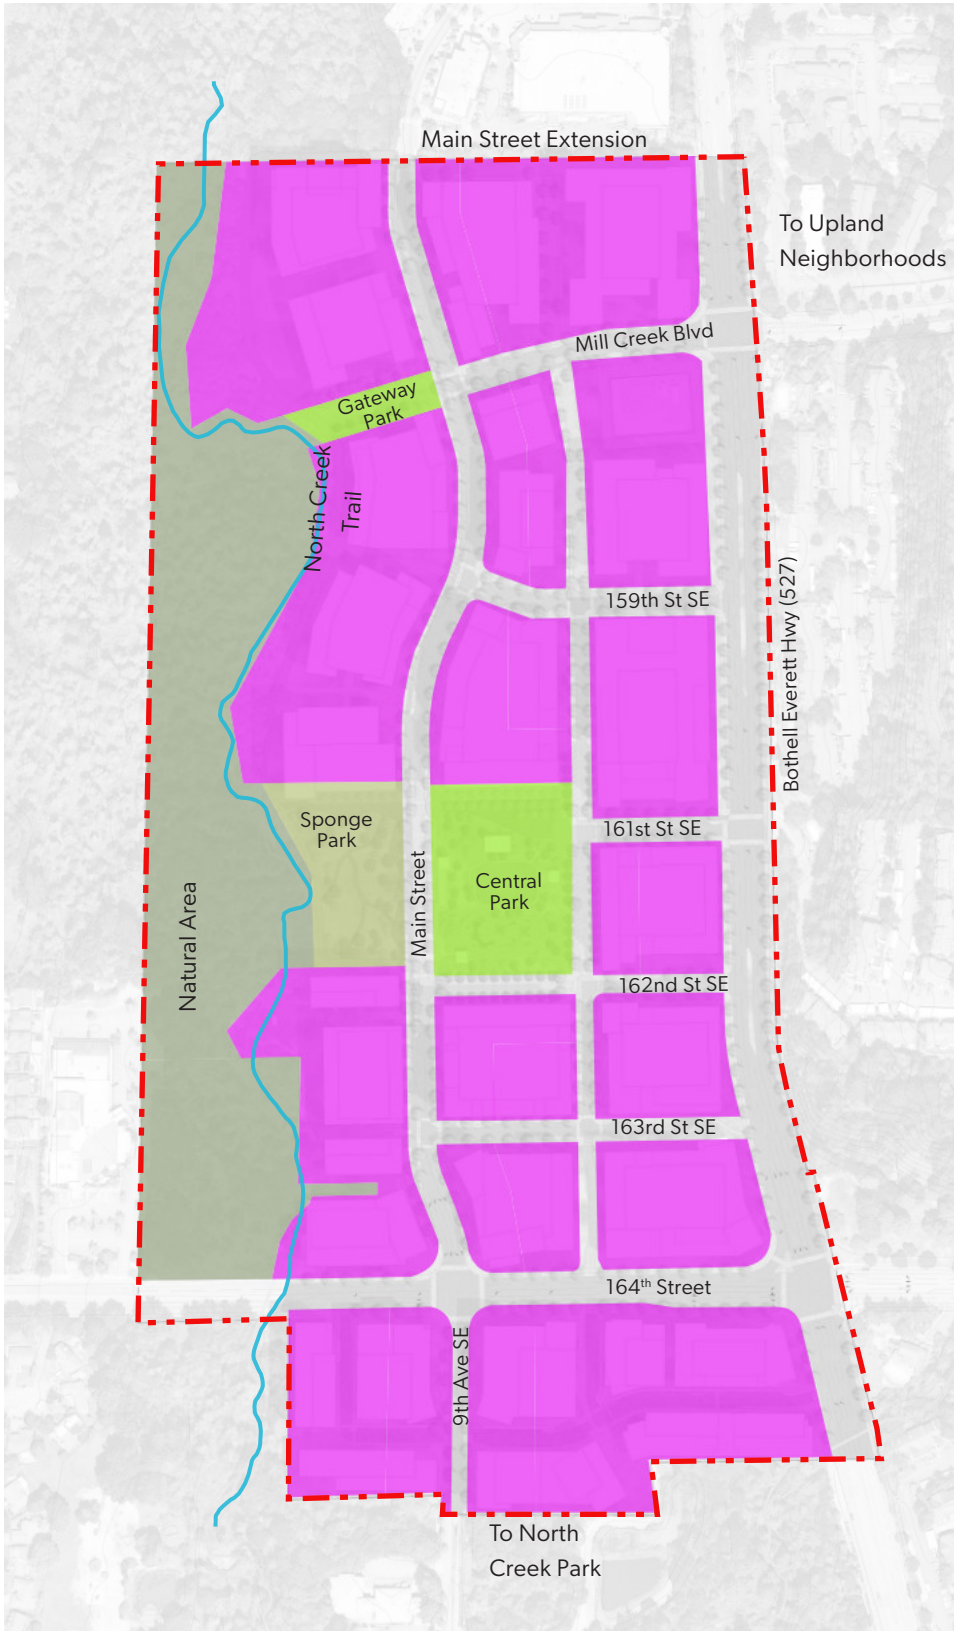 Main Street Extension
To Upland
Neighborhoods
Mill Creek Blvd
Gateway
Park
North Creek
Trail
159th St SE
Bothell Everett Hwy (527)
Sponge
Park
161st St SE
Main Street
Central
Park
Natural Area
162nd St SE
163rd St SE
164th Street
9th Ave SE
To North
Creek Park